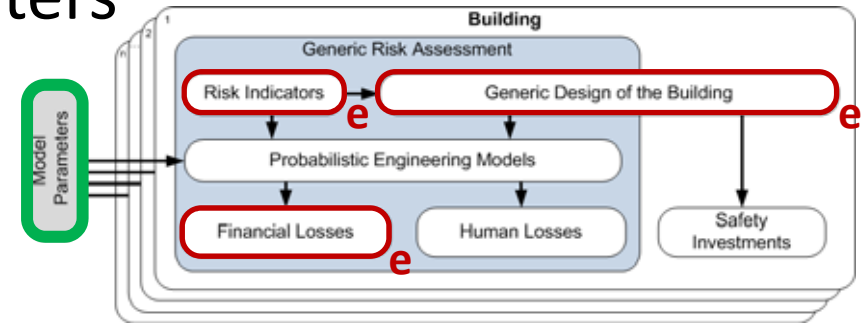 ters
Building
1
2
...
n
Generic Risk Assessment
Risk Indicators
e
Generic Design of the Building
e
Model
Parameters
Probabilistic Engineering Models
Financial Losses
e
Human Losses
Safety
Investments